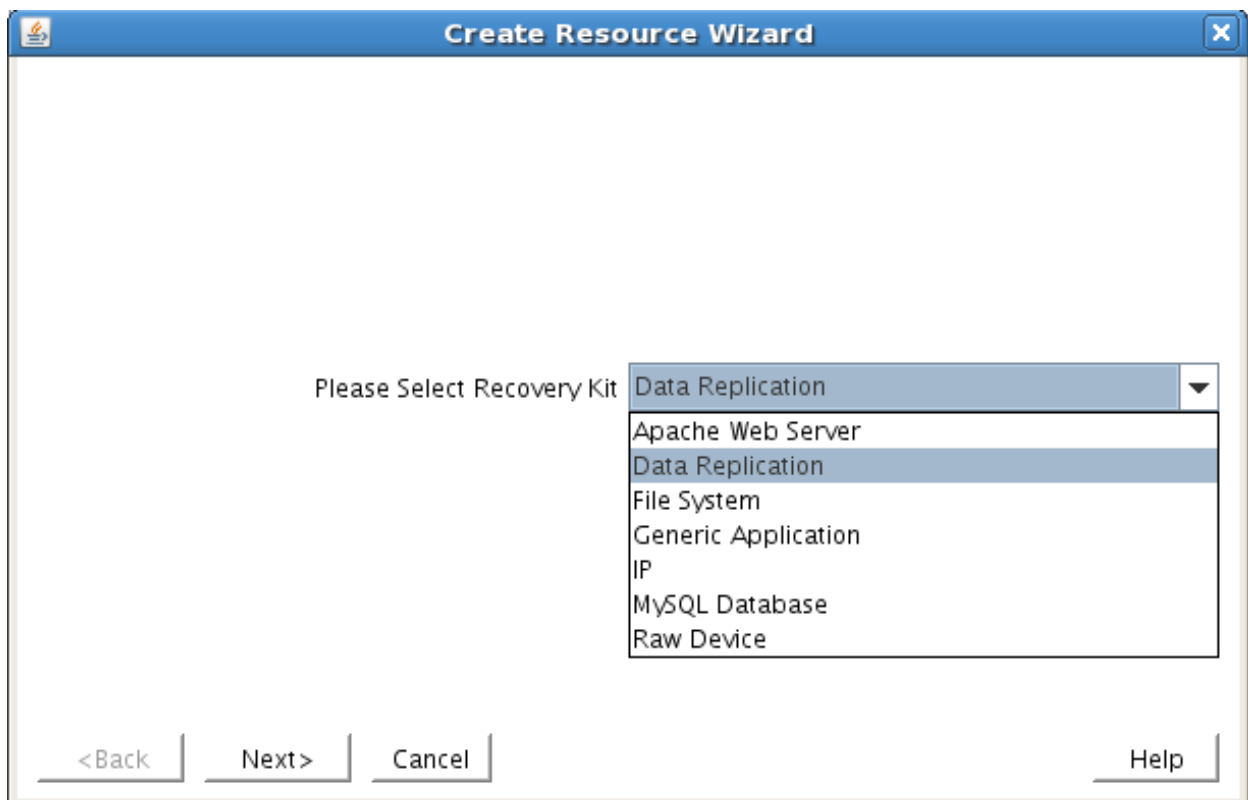 Create Resource Wizard
Please Select Recovery Kit Data Replication
Apache Web Server
Data Replication
File System
Generic Application
IP
MySQL Database
Raw Device
<Back Next> Cancel Help